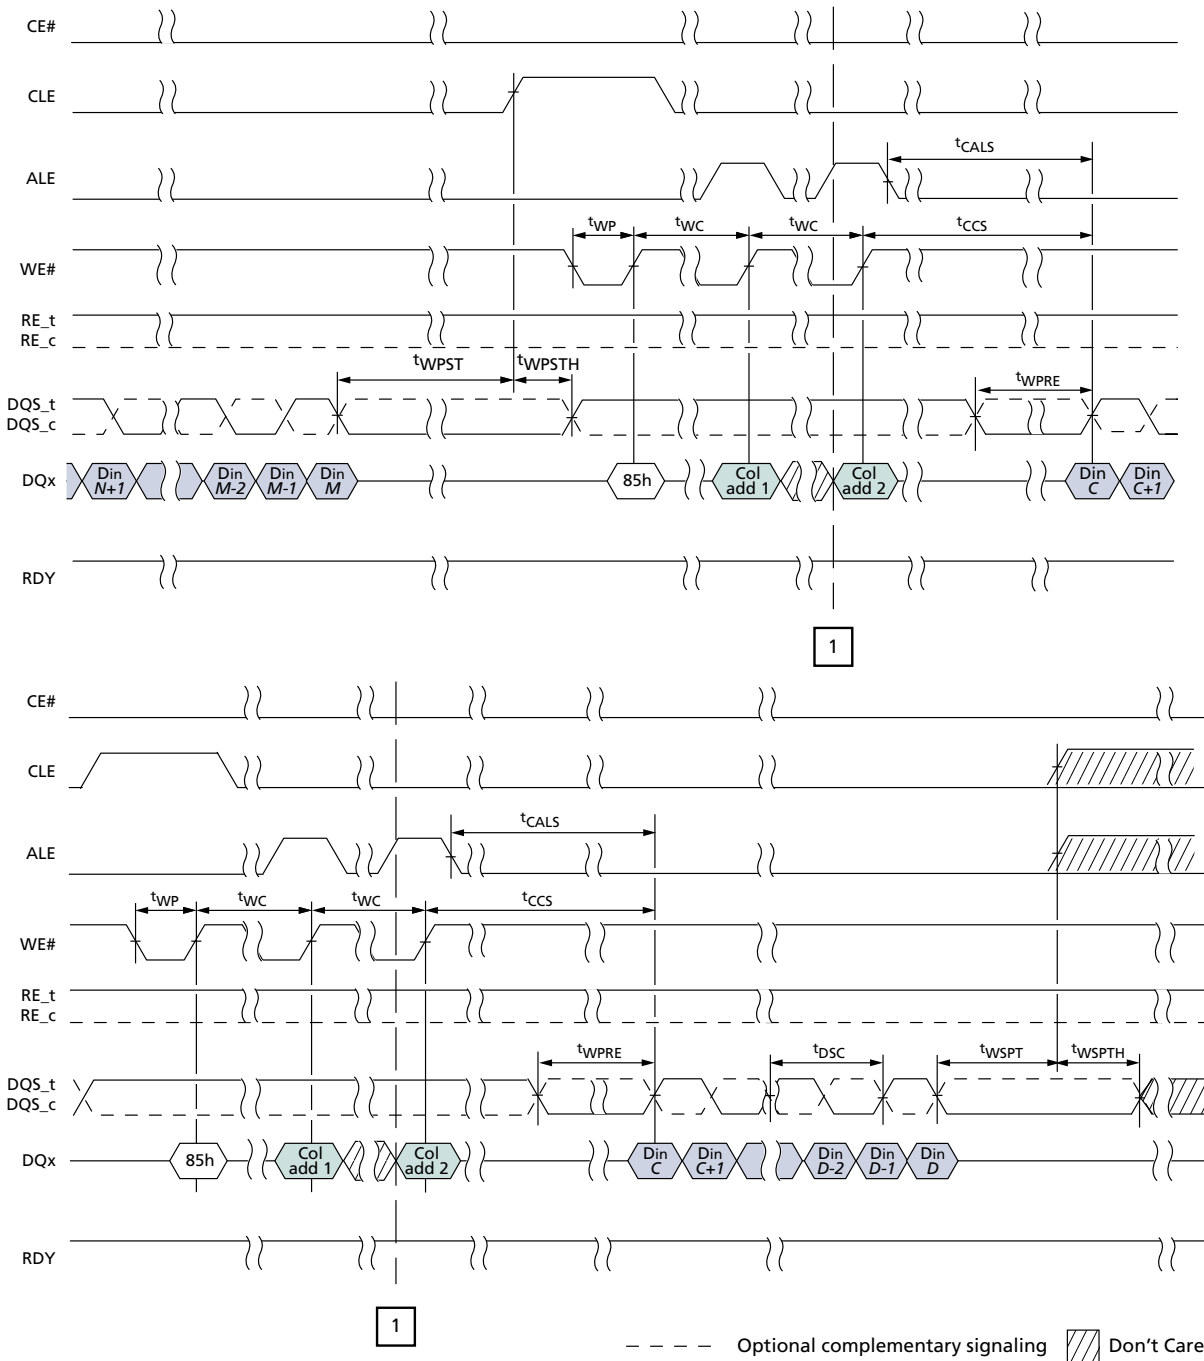 CE#
CLE
tCALS
ALE
tWP tWC tWC tCCS
WE#
RE_t
RE_c
tWPST tWPSTH
tWPRE
DQS_t
DQS_c
DQx Din N+1 Din M-2 Din M-1 Din M 85h Col add 1 Col add 2 Din C Din C+1
RDY
1
CE#
CLE
tCALS
ALE
tWP tWC tWC tCCS
WE#
RE_t
RE_c
tWPRE tDSC tWSPT tWSPTH
DQS_t
DQS_c
DQx 85h Col add 1 Col add 2 Din C Din C+1 Din D-2 Din D-1 Din D
RDY
1
Optional complementary signaling Don't Care